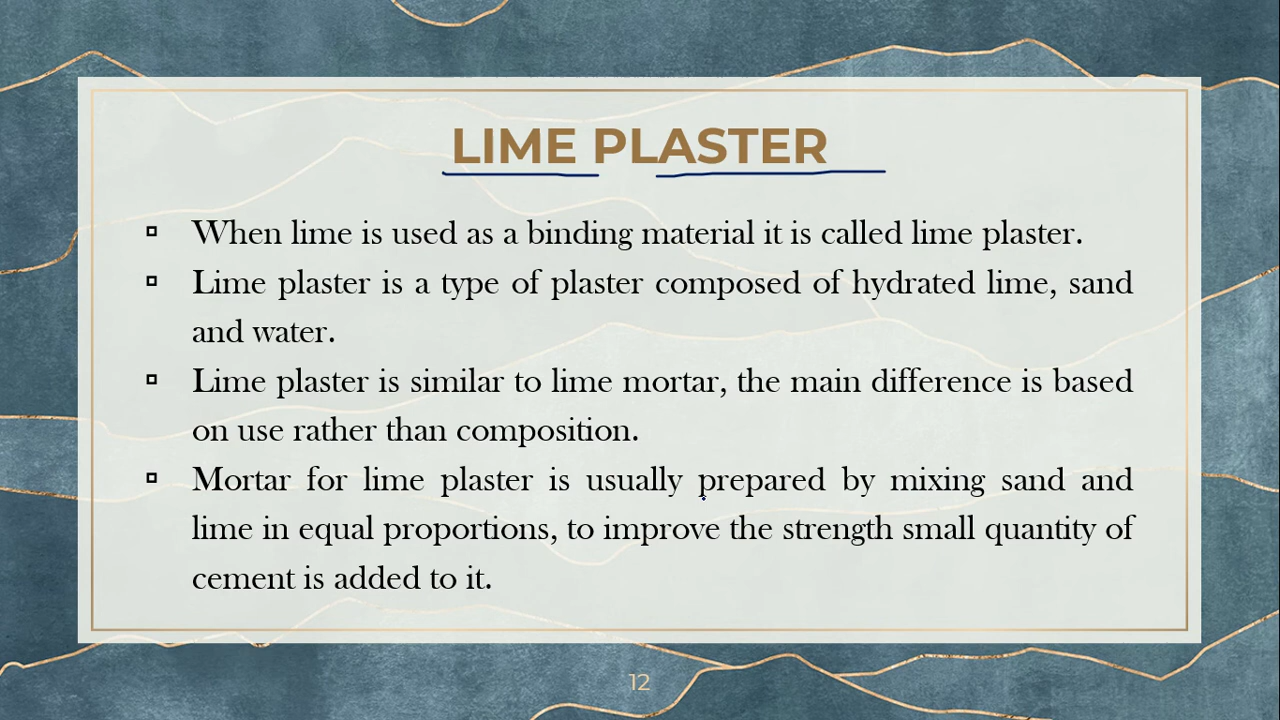 LIME PLASTER
▫ When lime is used as a binding material it is called lime plaster.
▫ Lime plaster is a type of plaster composed of hydrated lime, sand
and water.
▫ Lime plaster is similar to lime mortar, the main difference is based
on use rather than composition.
▫ Mortar for lime plaster is usually prepared by mixing sand and
lime in equal proportions, to improve the strength small quantity of
cement is added to it.
12